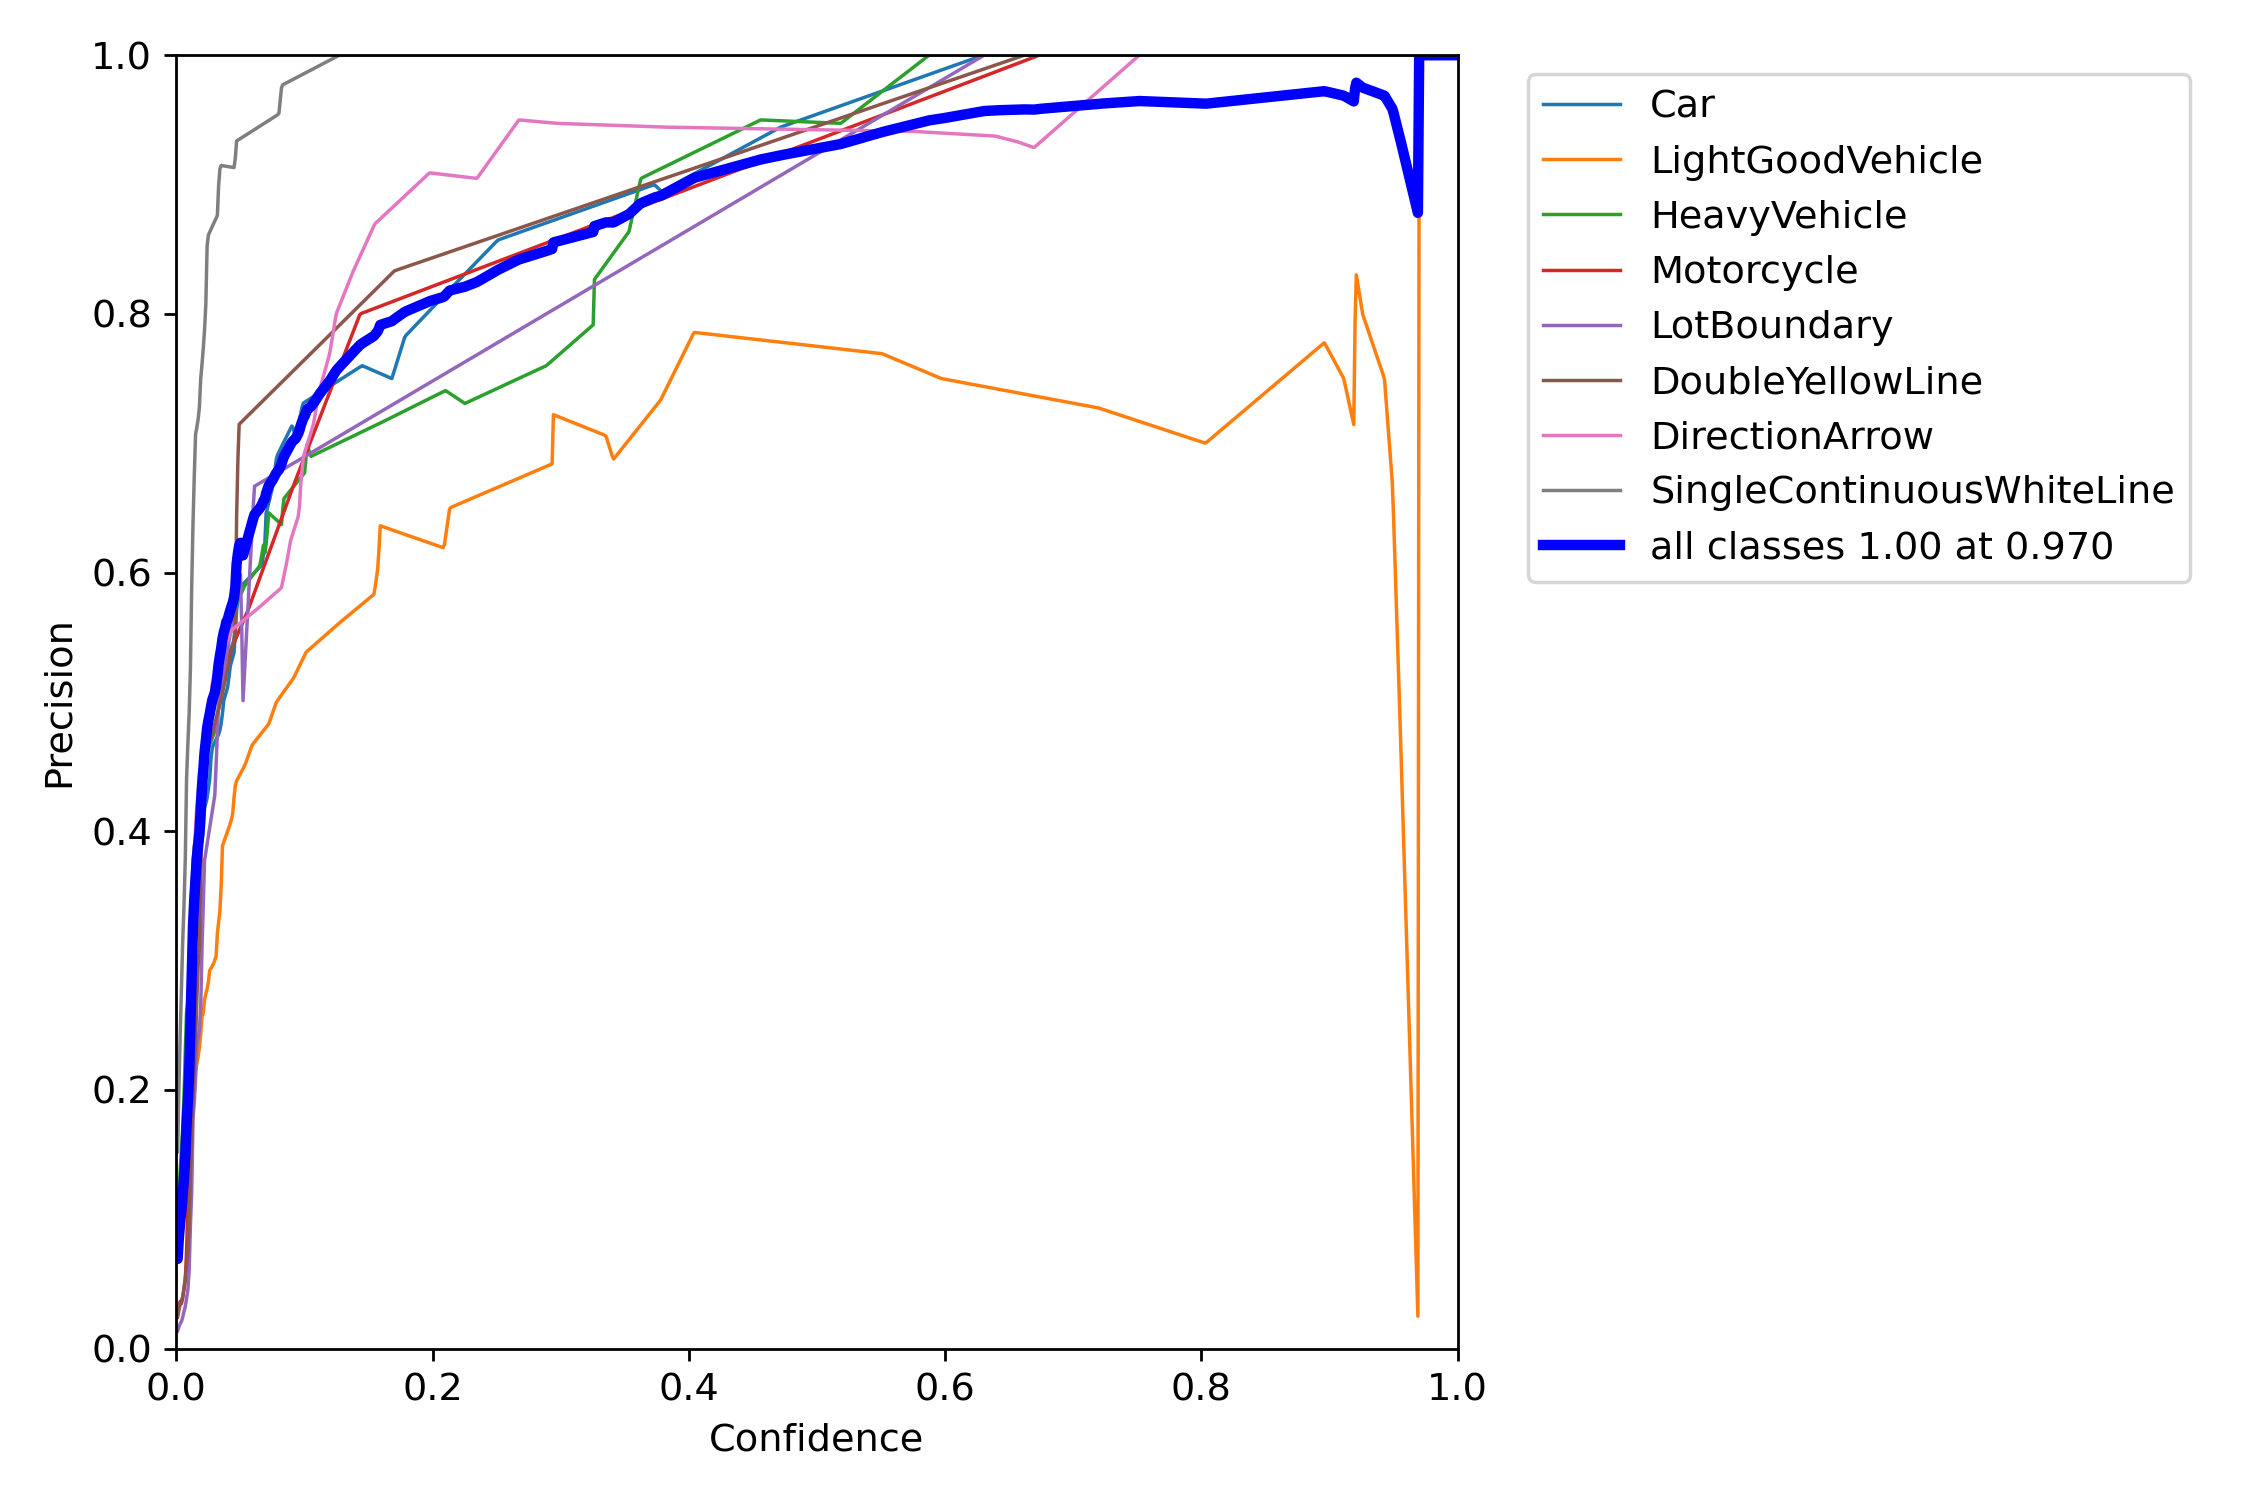 1.0
0.8
0.6
0.4
0.2
0.0
Precision
0.0 0.2 0.4 0.6 0.8 1.0
Confidence
Car
LightGoodVehicle
HeavyVehicle
Motorcycle
LotBoundary
DoubleYellowLine
DirectionArrow
SingleContinuousWhiteLine
all classes 1.00 at 0.970